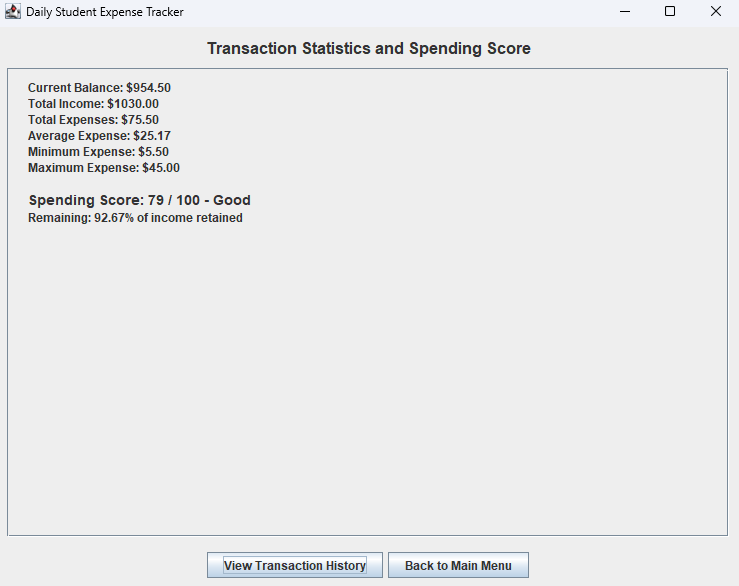 Daily Student Expense Tracker
Transaction Statistics and Spending Score
Current Balance: $954.50
Total Income: $1030.00
Total Expenses: $75.50
Average Expense: $25.17
Minimum Expense: $5.50
Maximum Expense: $45.00
Spending Score: 79 / 100 - Good
Remaining: 92.67% of income retained
View Transaction History
Back to Main Menu